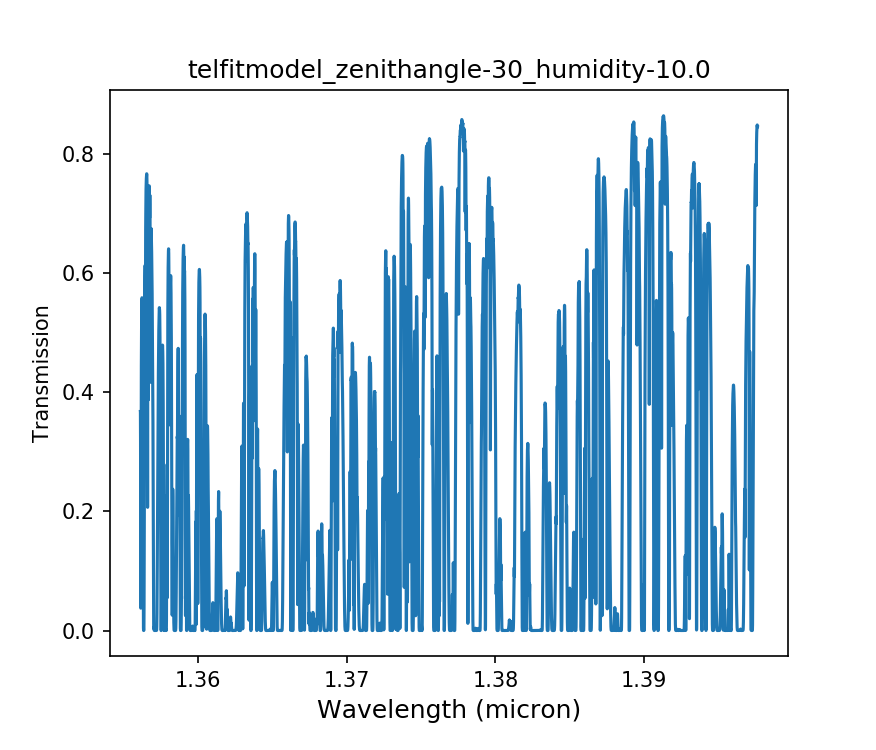 telfitmodel_zenithangle-30_humidity-10.0
Transmission
0.8
0.6
0.4
0.2
0.0
1.36 1.37 1.38 1.39
Wavelength (micron)